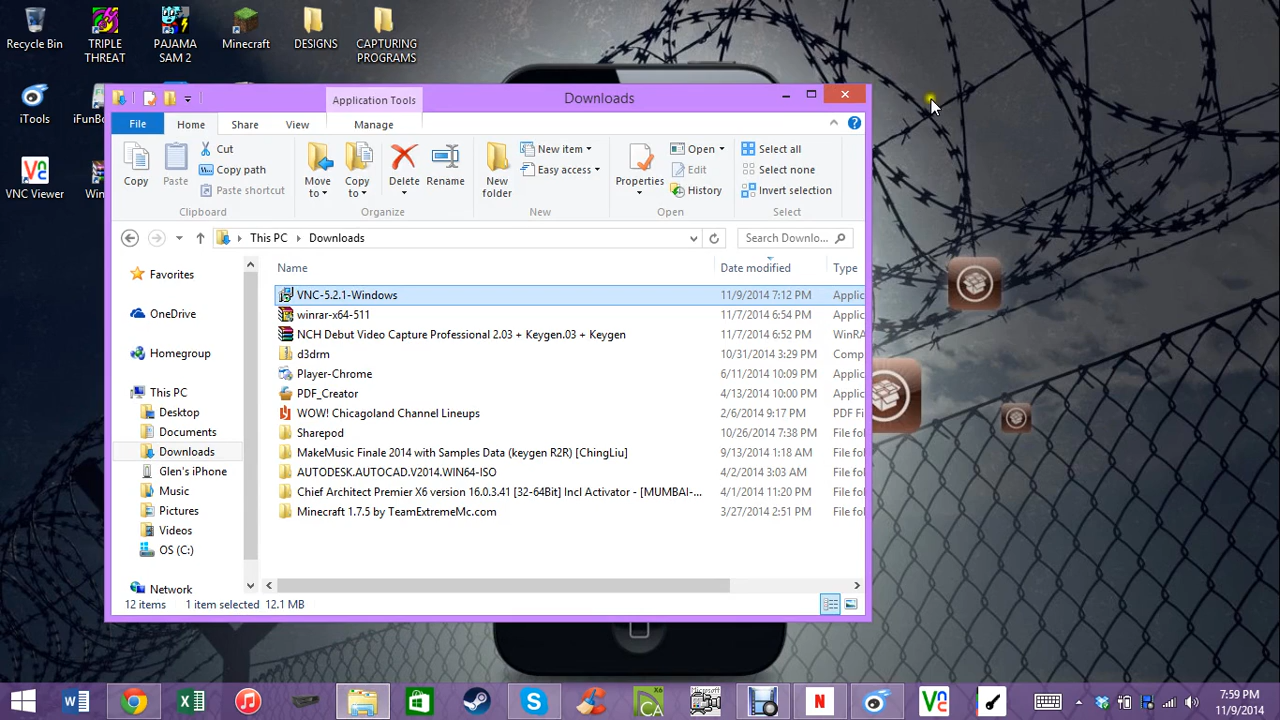 Recycle Bin
TRIPLE THREAT
PAJAMA SAM 2
Minecraft
DESIGNS
CAPTURING PROGRAMS
iTools
iFunBo
VNC Viewer
Win
Application Tools
Downloads
File
Home
Share
View
Manage
Copy
Paste
Cut
Copy path
Paste shortcut
Clipboard
Move to
Copy to
Delete
Rename
Organize
New folder
New item
Easy access
New
Properties
Open
Edit
History
Open
Select all
Select none
Invert selection
Select
This PC
Downloads
Search Downlo...
Favorites
OneDrive
Homegroup
This PC
Desktop
Documents
Downloads
Glen's iPhone
Music
Pictures
Videos
OS (C:)
Network
Name Date modified Type
VNC-5.2.1-Windows 11/9/2014 7:12 PM Applic
winrar-x64-511 11/7/2014 6:54 PM Applic
NCH Debut Video Capture Professional 2.03 + Keygen.03 + Keygen 11/7/2014 6:52 PM WinRA
d3drm 10/31/2014 3:29 PM Comp
Player-Chrome 6/11/2014 10:09 PM Applic
PDF_Creator 4/13/2014 10:00 PM Applic
WOW! Chicagoland Channel Lineups 2/6/2014 9:17 PM PDF Fi
Sharepod 10/26/2014 7:38 PM File fo
MakeMusic Finale 2014 with Samples Data (keygen R2R) [ChingLiu] 9/13/2014 1:18 AM File fo
AUTODESK.AUTOCAD.V2014.WIN64-ISO 4/2/2014 3:03 AM File fo
Chief Architect Premier X6 version 16.0.3.41 [32-64Bit] Incl Activator - [MUMBAI-... 4/1/2014 11:20 PM File fo
Minecraft 1.7.5 by TeamExtremeMc.com 3/27/2014 2:51 PM File fo
12 items 1 item selected 12.1 MB
7:59 PM
11/9/2014